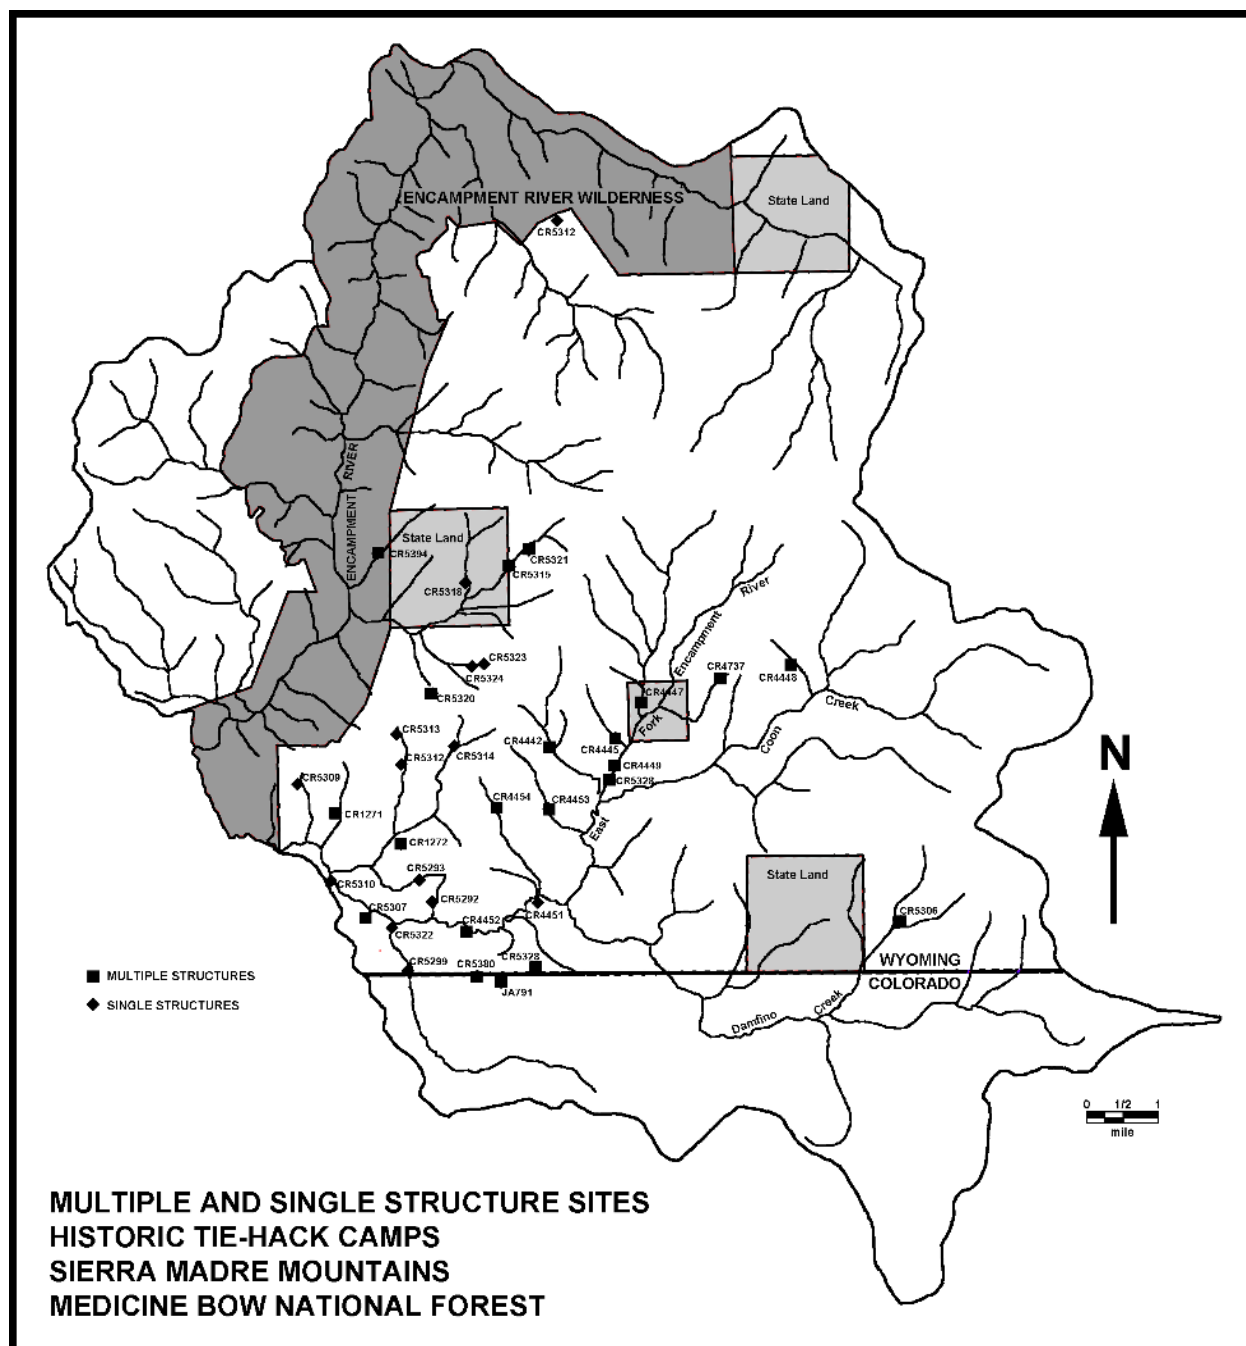 ENCAMPMENT RIVER WILDERNESS
State Land
CR5312
ENCAMPMENT RIVER
State Land
CR5394
CR5321
CR5315
CR5318
Encampment River
CR5323
CR5324
CR5320
CR4737
CR4448
CR4447
Fork
Creek
Coon
CR5313
CR5312
CR5314
CR4442
CR4445
CR4449
CR5328
CR5309
CR1271
CR4454
CR4453
East
CR1272
CR5293
CR5310
CR5292
CR4451
State Land
CR5307
CR5322
CR4452
CR5306
CR5299
CR5380
CR5328
JA791
WYOMING
COLORADO
Damfino Creek
N
MULTIPLE STRUCTURES
SINGLE STRUCTURES
0 1/2 1
mile
MULTIPLE AND SINGLE STRUCTURE SITES
HISTORIC TIE-HACK CAMPS
SIERRA MADRE MOUNTAINS
MEDICINE BOW NATIONAL FOREST